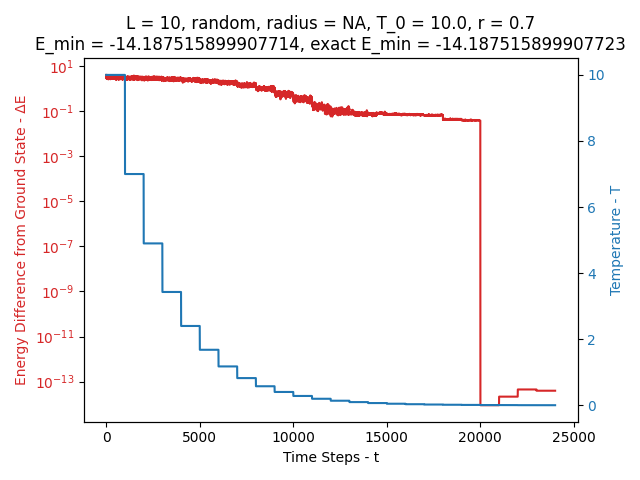 L = 10, random, radius = NA, T_0 = 10.0, r = 0.7
E_min = -14.187515899907714, exact E_min = -14.187515899907723
Energy Difference from Ground State - ΔE
10^1
10^-1
10^-3
10^-5
10^-7
10^-9
10^-11
10^-13
10
8
6
4
2
0
Temperature - T
0 5000 10000 15000 20000 25000
Time Steps - t